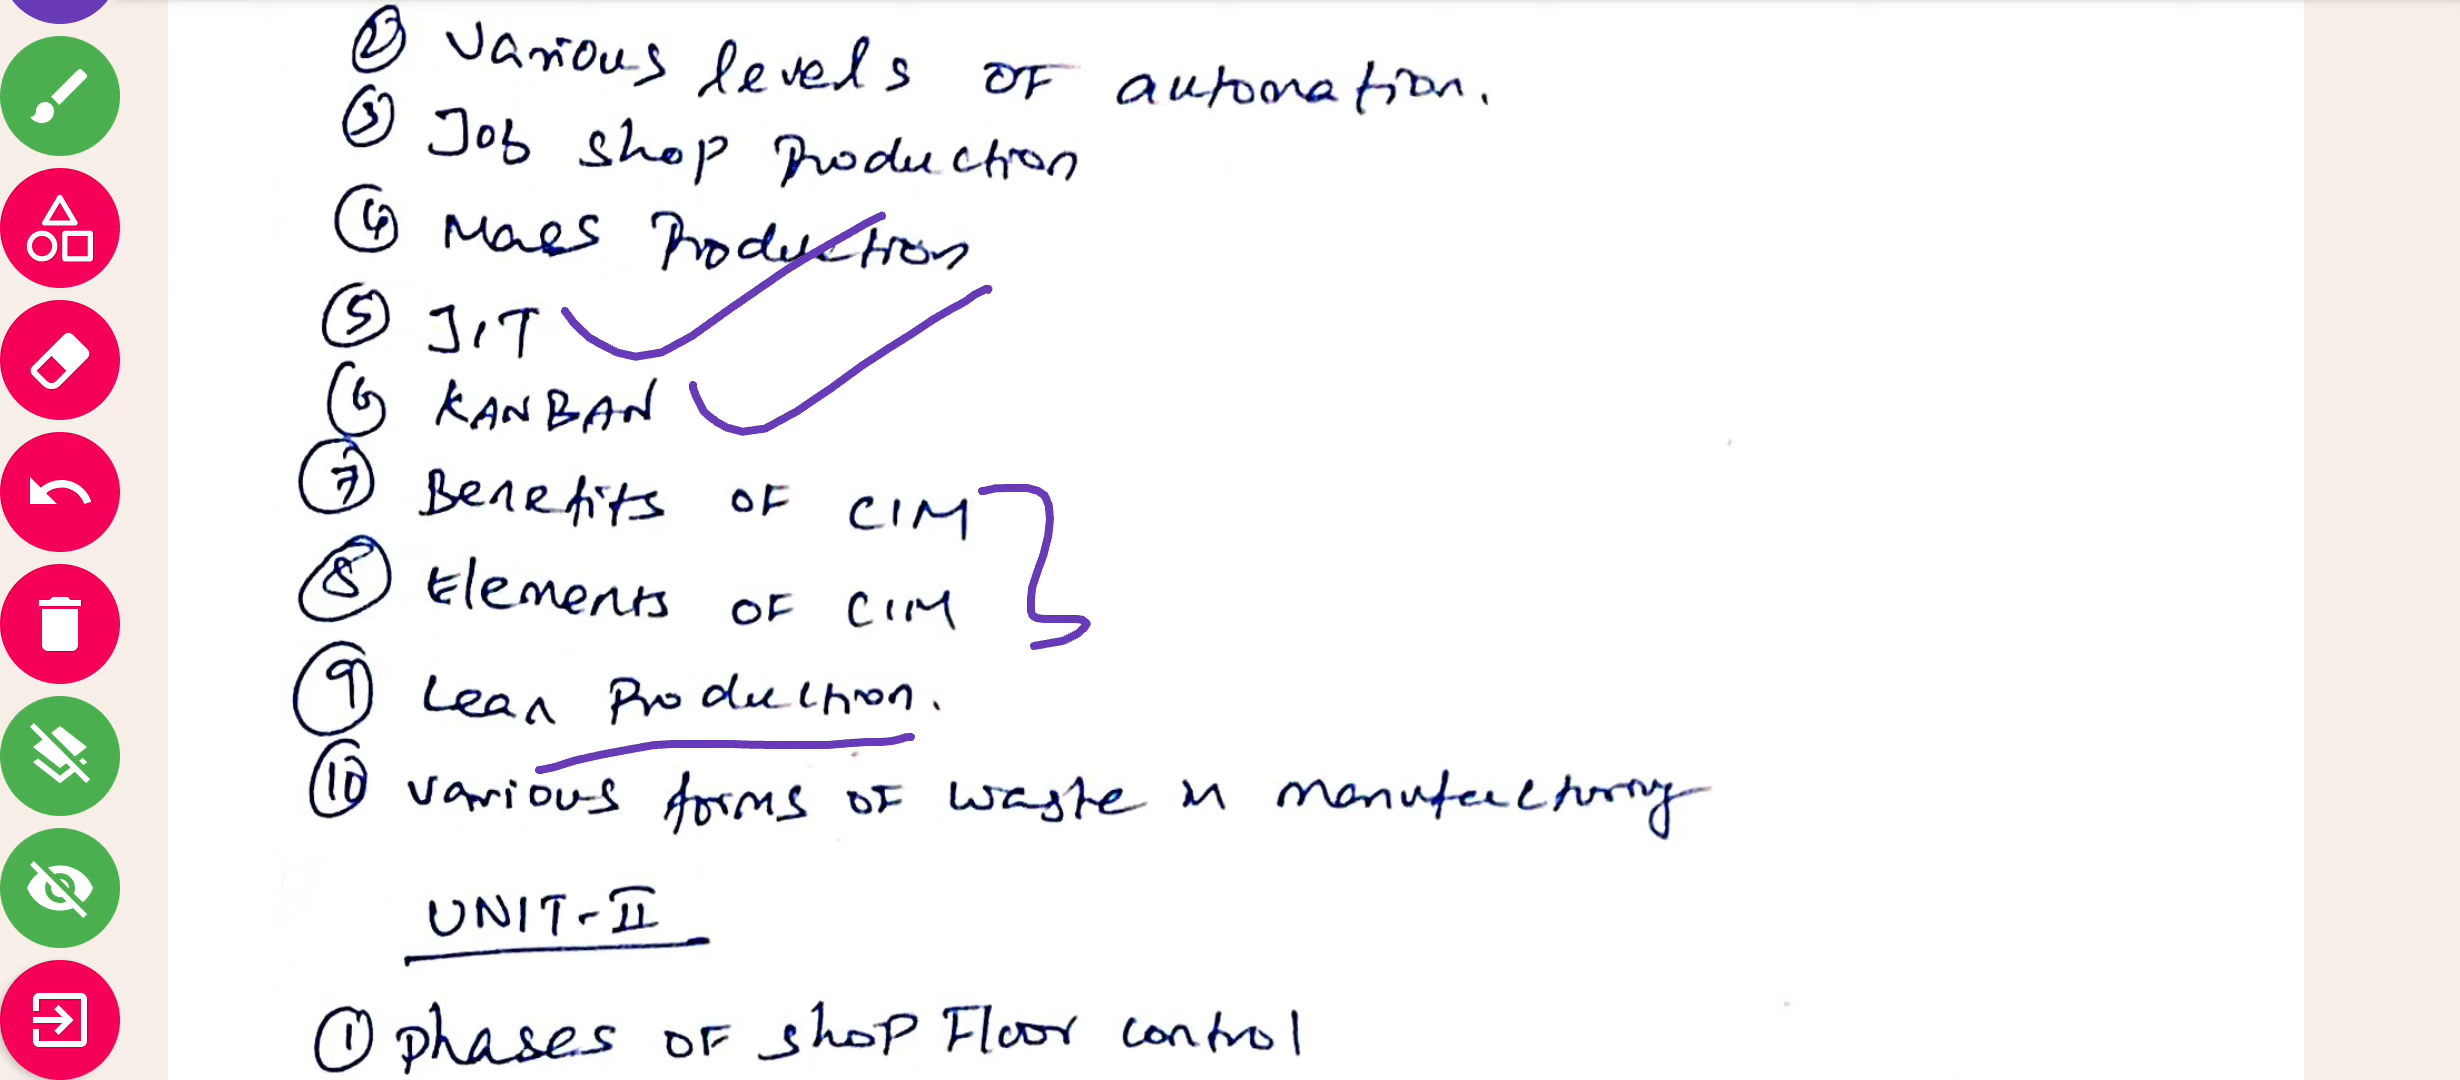 ② Various levels OF automation.
③ Job shop Production
④ Mass Production
⑤ JIT
⑥ KANBAN
⑦ Benefits OF CIM
⑧ Elements OF CIM
⑨ Lean Production.
⑩ various forms OF waste in manufacturing
UNIT-II
① phases OF shop Floor control